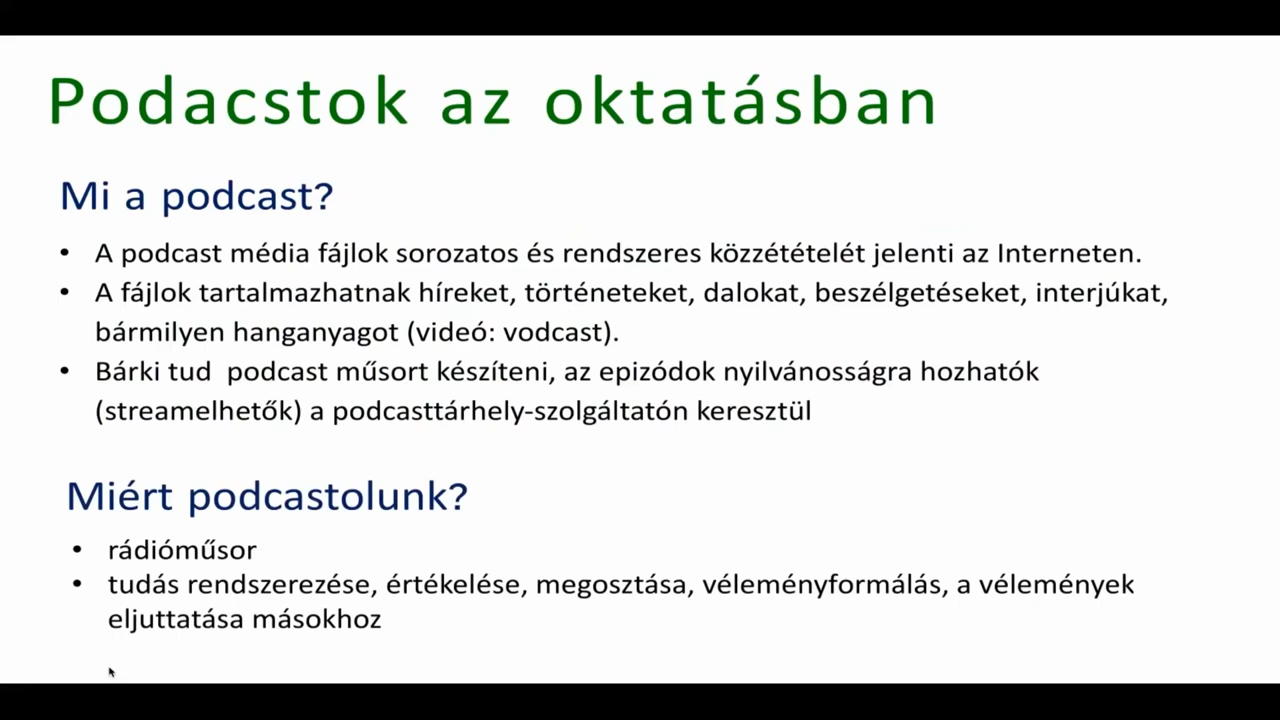 Podacstok az oktatásban
Mi a podcast?
• A podcast média fájlok sorozatos és rendszeres közzétételét jelenti az Interneten.
• A fájlok tartalmazhatnak híreket, történeteket, dalokat, beszélgetéseket, interjúkat,
bármilyen hanganyagot (videó: vodcast).
• Bárki tud  podcast műsort készíteni, az epizódok nyilvánosságra hozhatók
(streamelhetők) a podcasttárhely-szolgáltatón keresztül
Miért podcastolunk?
• rádióműsor
• tudás rendszerezése, értékelése, megosztása, véleményformálás, a vélemények
eljuttatása másokhoz